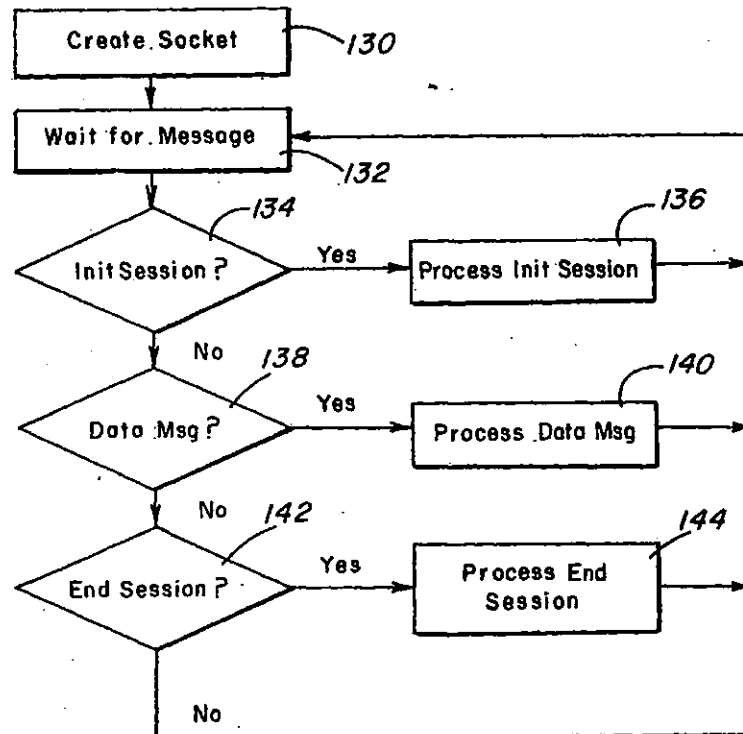 Create Socket
130
Wait for Message
132
134
Init Session?
Yes
136
Process Init Session
No
138
Data Msg?
Yes
140
Process Data Msg
No
142
End Session?
Yes
144
Process End
Session
No